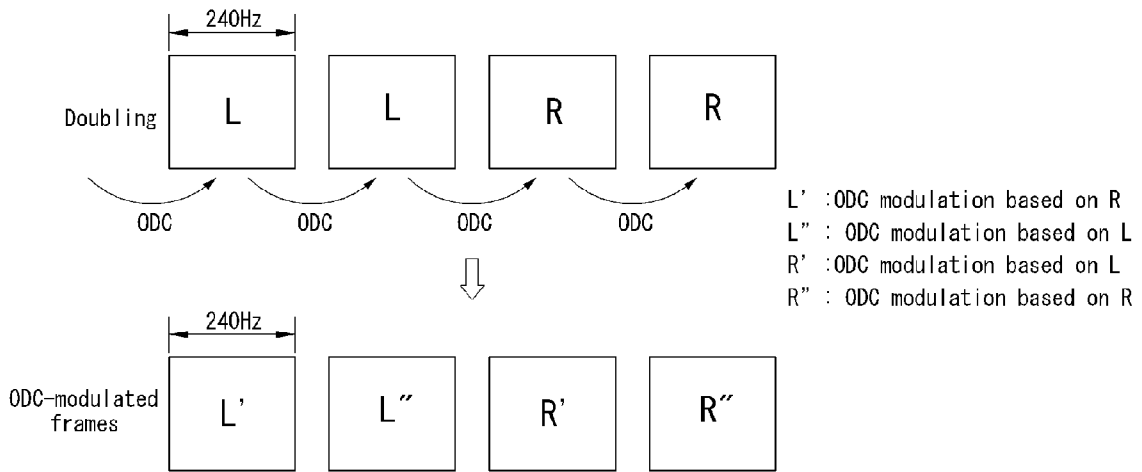 240Hz
Doubling L L R R
ODC ODC ODC ODC
L' :ODC modulation based on R
L" : ODC modulation based on L
R' :ODC modulation based on L
R" : ODC modulation based on R
240Hz
ODC-modulated
frames
L' L" R' R"